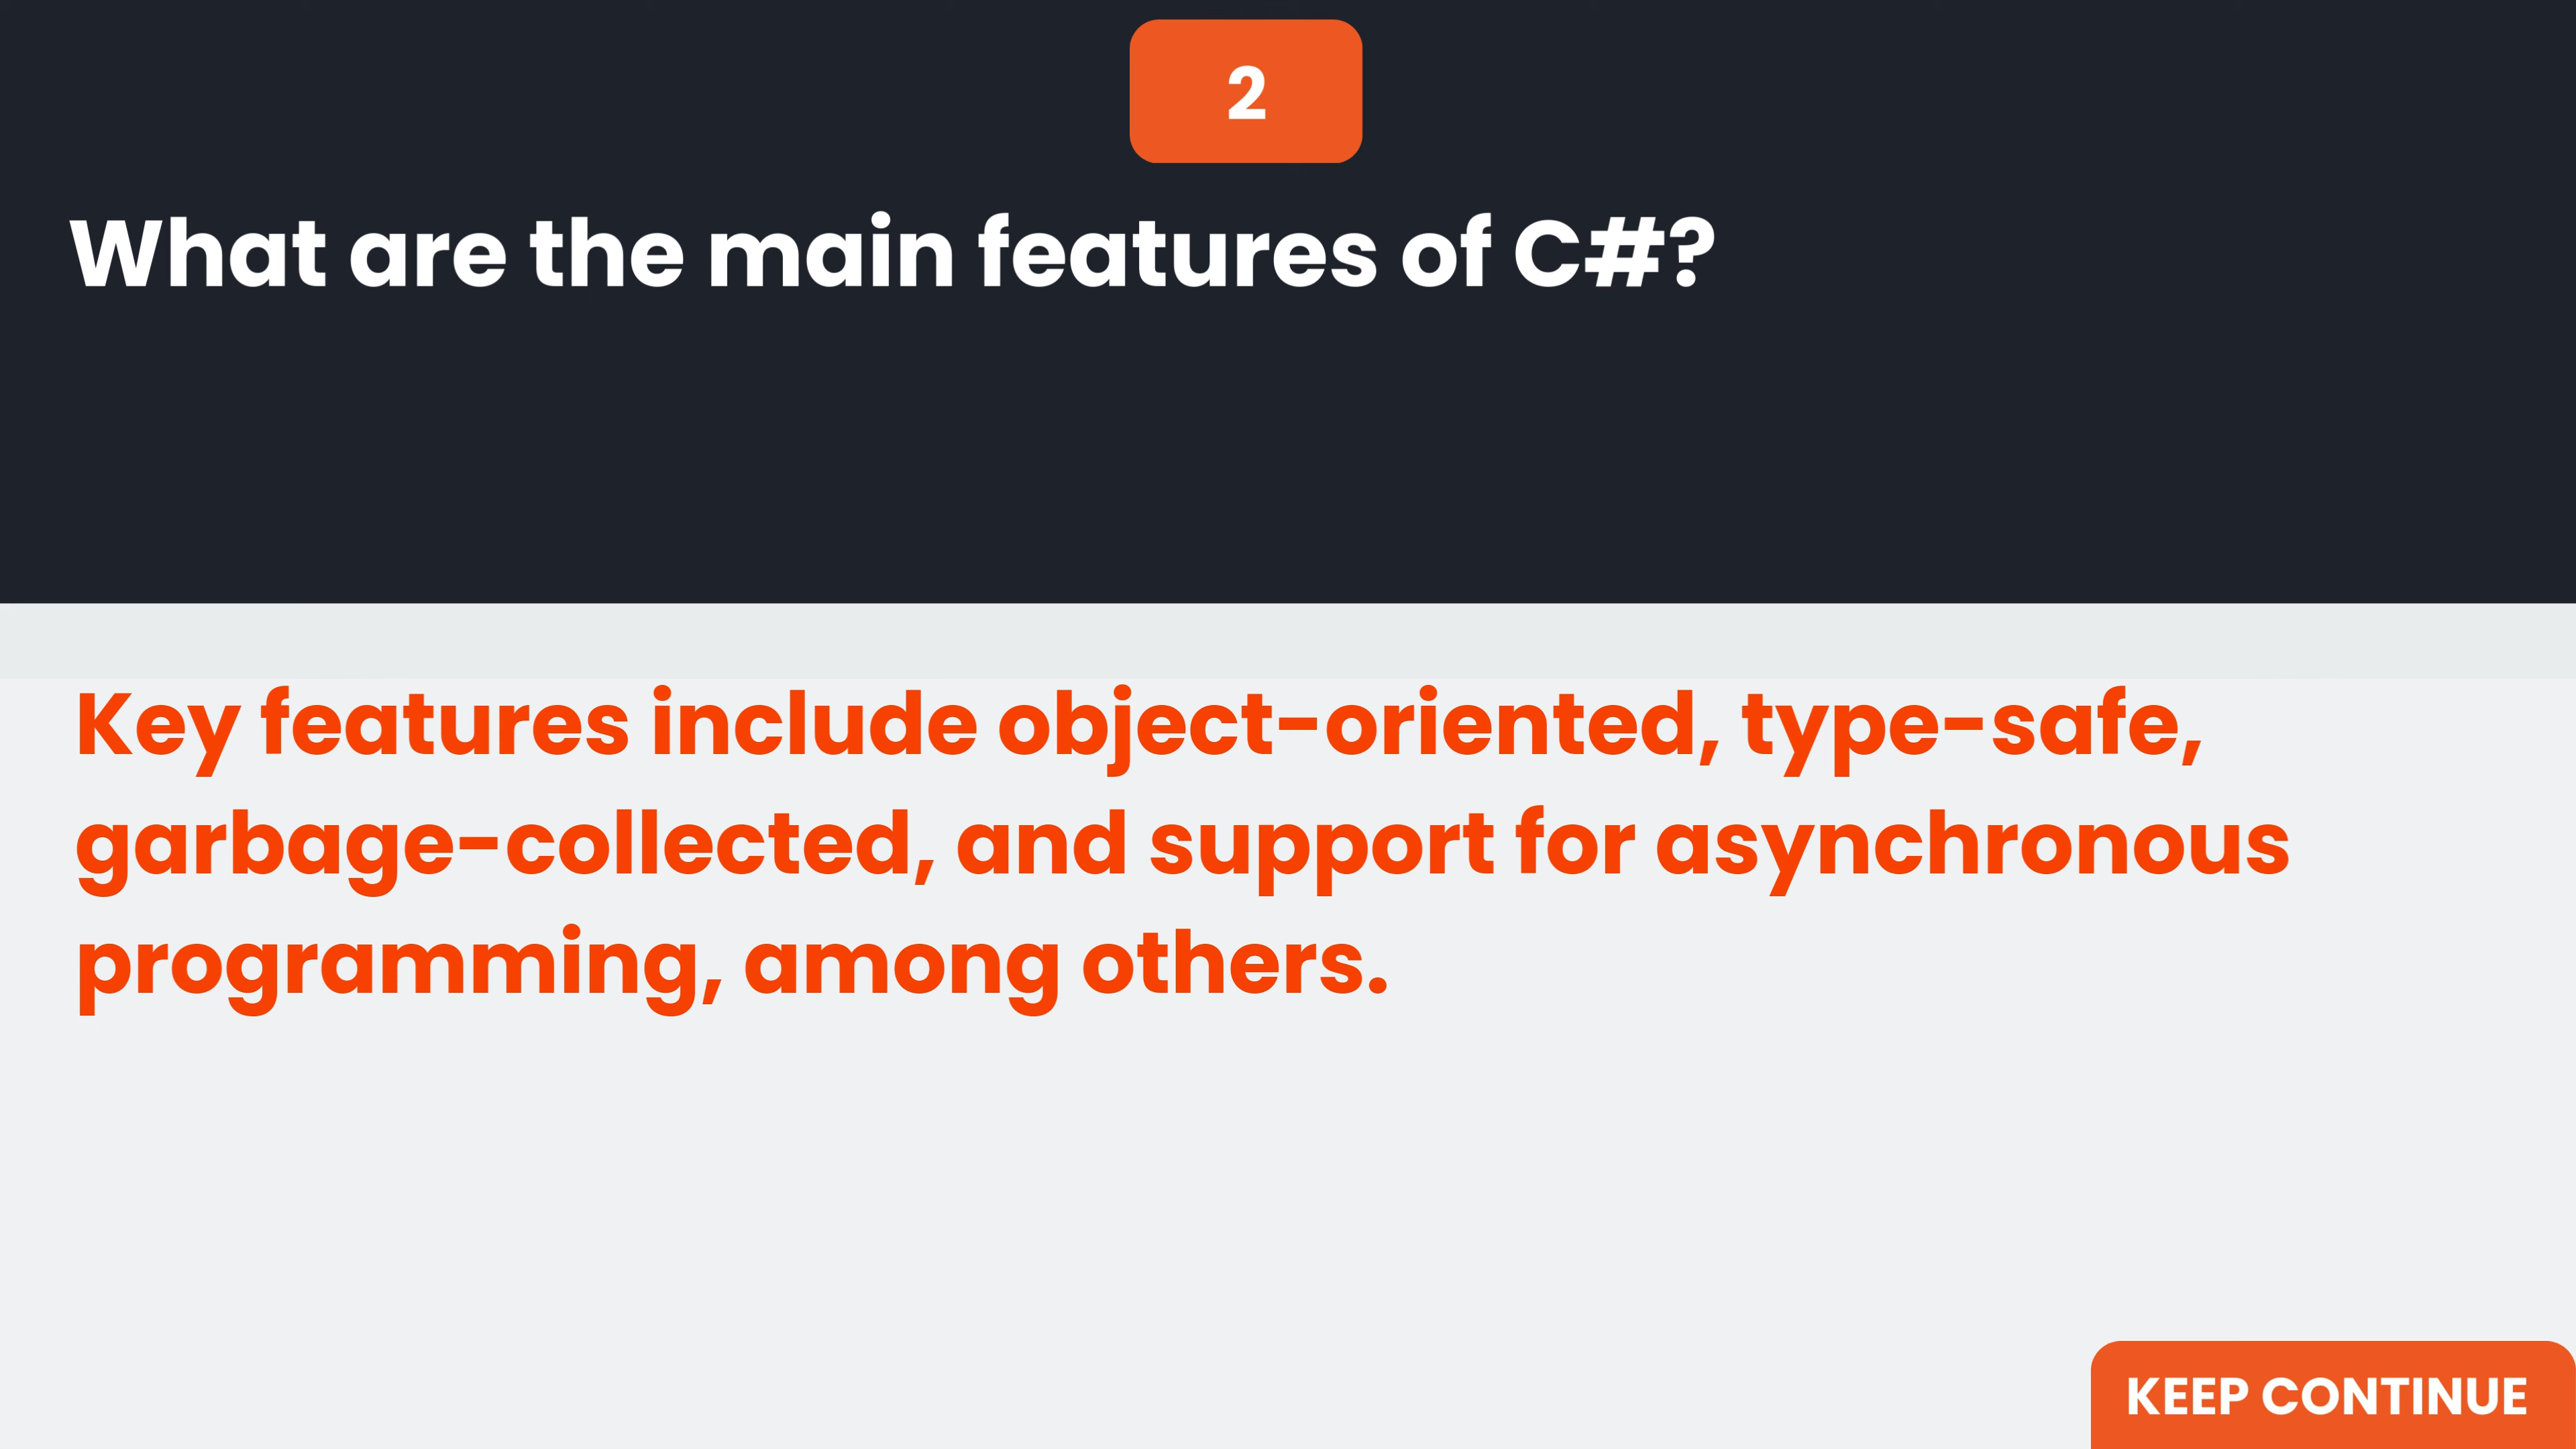 2
What are the main features of C#?
Key features include object-oriented, type-safe,
garbage-collected, and support for asynchronous
programming, among others.
KEEP CONTINUE